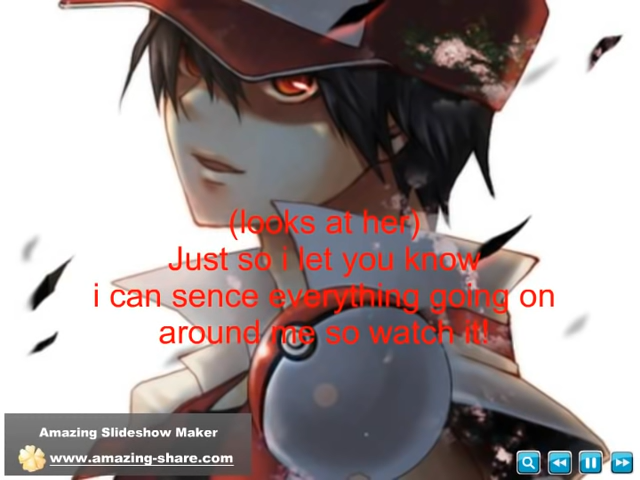 (looks at her)
Just so i let you know
i can sence everything going on
around me so watch it!
Amazing Slideshow Maker
www.amazing-share.com